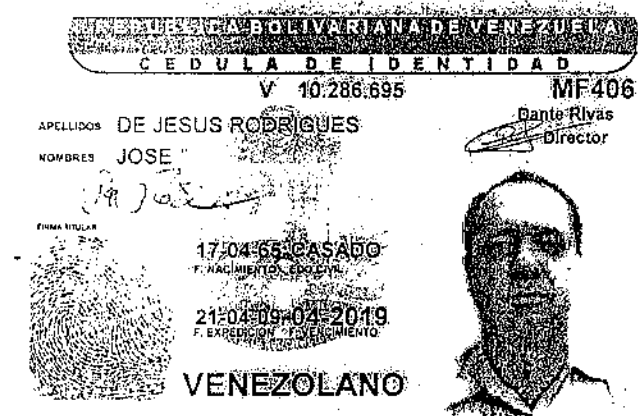 REPUBLICA BOLIVARIANA DE VENEZUELA
CEDULA DE IDENTIDAD
V 10.286.695 MF406
Dante Rivas
Director
APELLIDOS DE JESUS RODRIGUES
NOMBRES JOSE
FIRMA TITULAR
17-04-65 CASADO
F. NACIMIENTO EDO CIVIL
21-04-09 04-2019
F. EXPEDICION F. VENCIMIENTO
VENEZOLANO